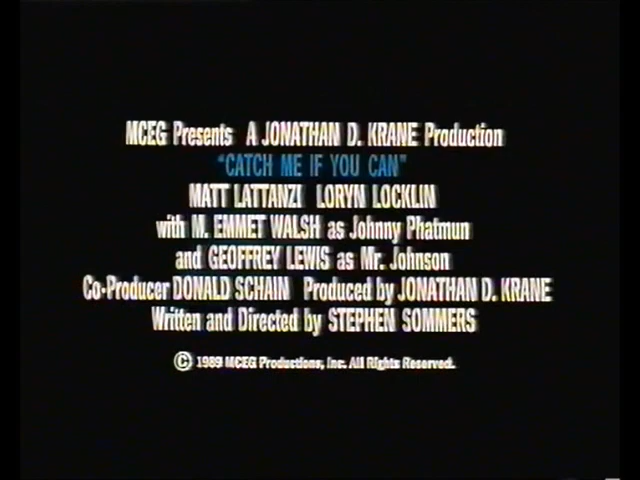 MCEG Presents A JONATHAN D. KRANE Production
"CATCH ME IF YOU CAN"
MATT LATTANZI LORYN LOCKLIN
with M. EMMET WALSH as Johnny Phatmun
and GEOFFREY LEWIS as Mr. Johnson
Co-Producer DONALD SCHAIN Produced by JONATHAN D. KRANE
Written and Directed by STEPHEN SOMMERS
© 1989 MCEG Productions, Inc. All Rights Reserved.